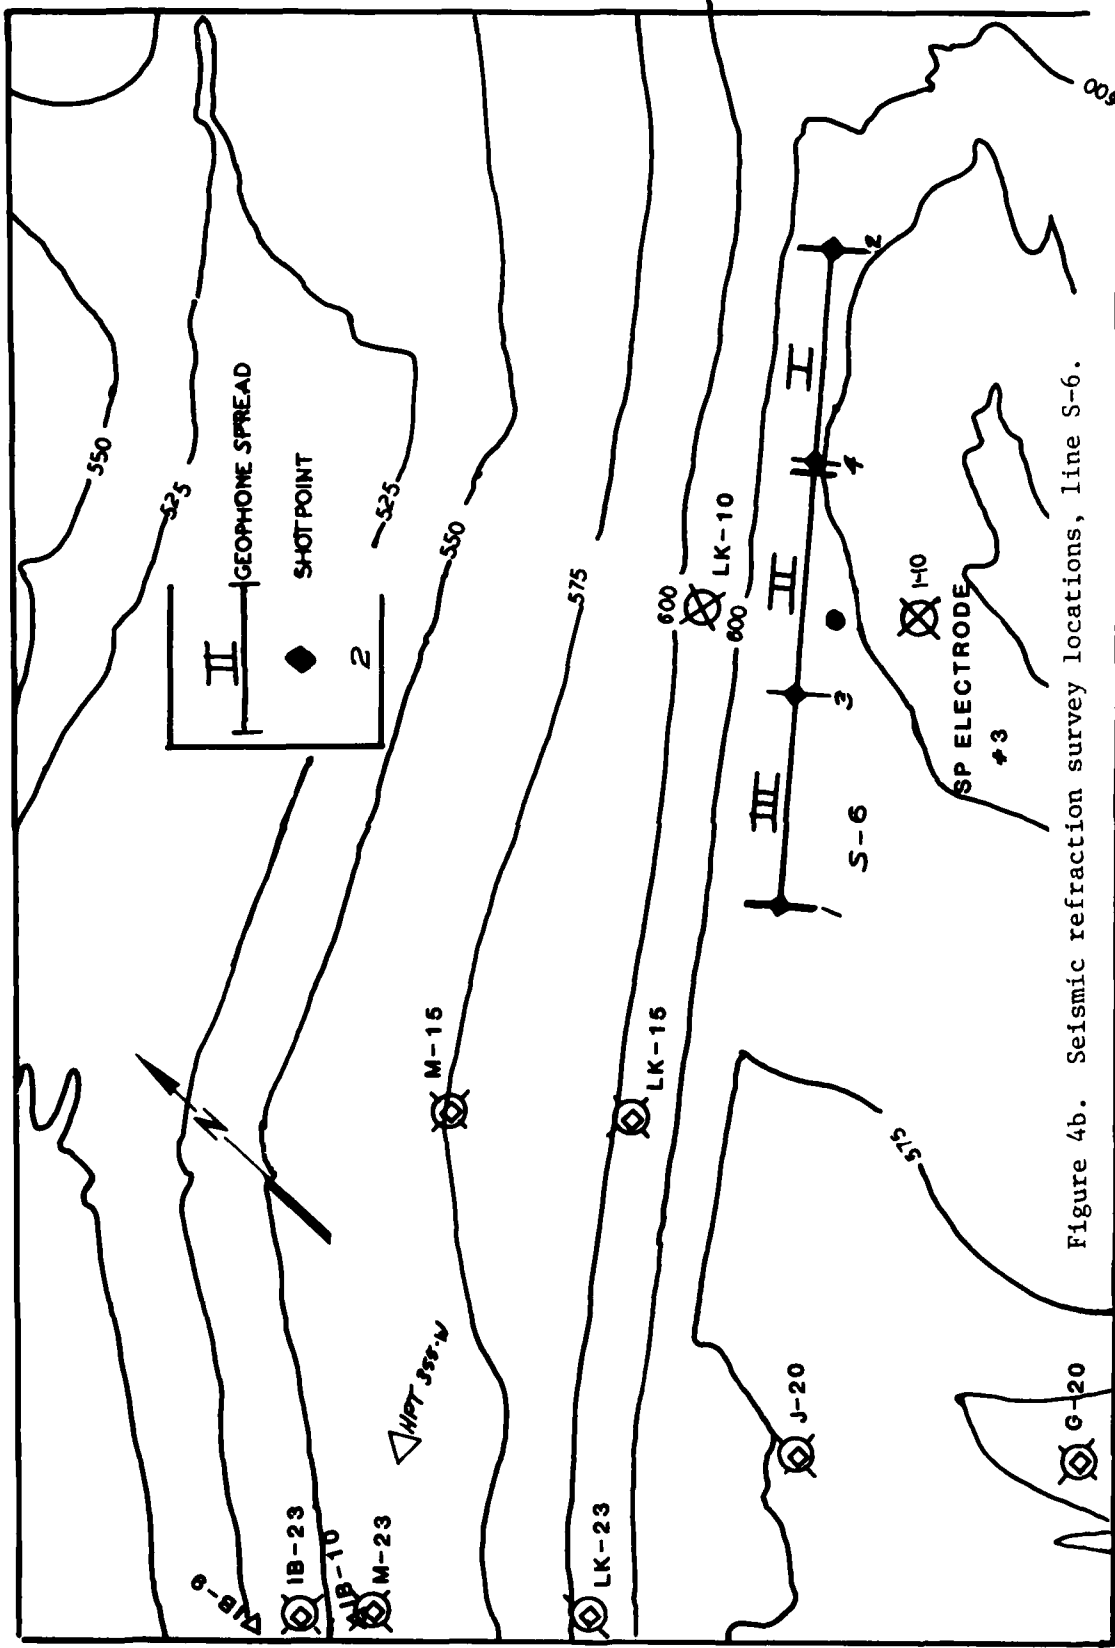 550
525
II
GEOPHONE SPREAD
SHOTPOINT
2
525
550
575
600
LK-10
600
600
I
2
II
4
III
3
1
S-6
I-10
SP ELECTRODE
#3
N
M-15
LK-15
575
HPT 355-W
IB-9
IB-23
IB-10
M-23
LK-23
J-20
G-20
Figure 4b. Seismic refraction survey locations, line S-6.